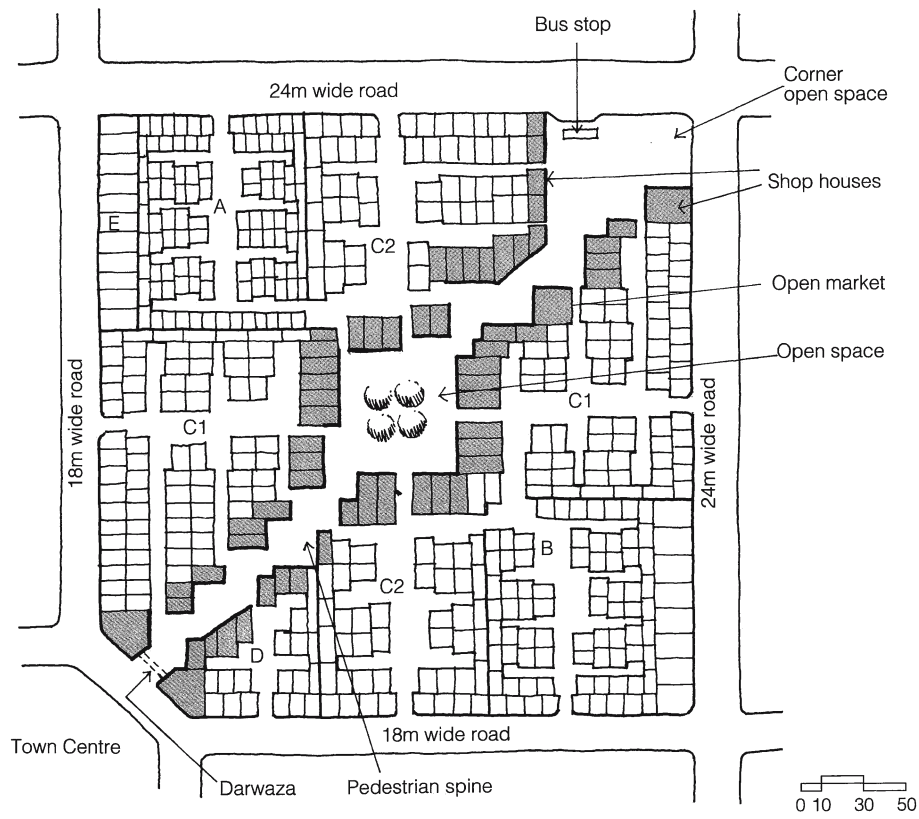 Bus stop
24m wide road
Corner
open space
Shop houses
A
E
C2
Open market
Open space
C1
C1
18m wide road
24m wide road
B
C2
D
18m wide road
Town Centre
Darwaza
Pedestrian spine
0 10 30 50